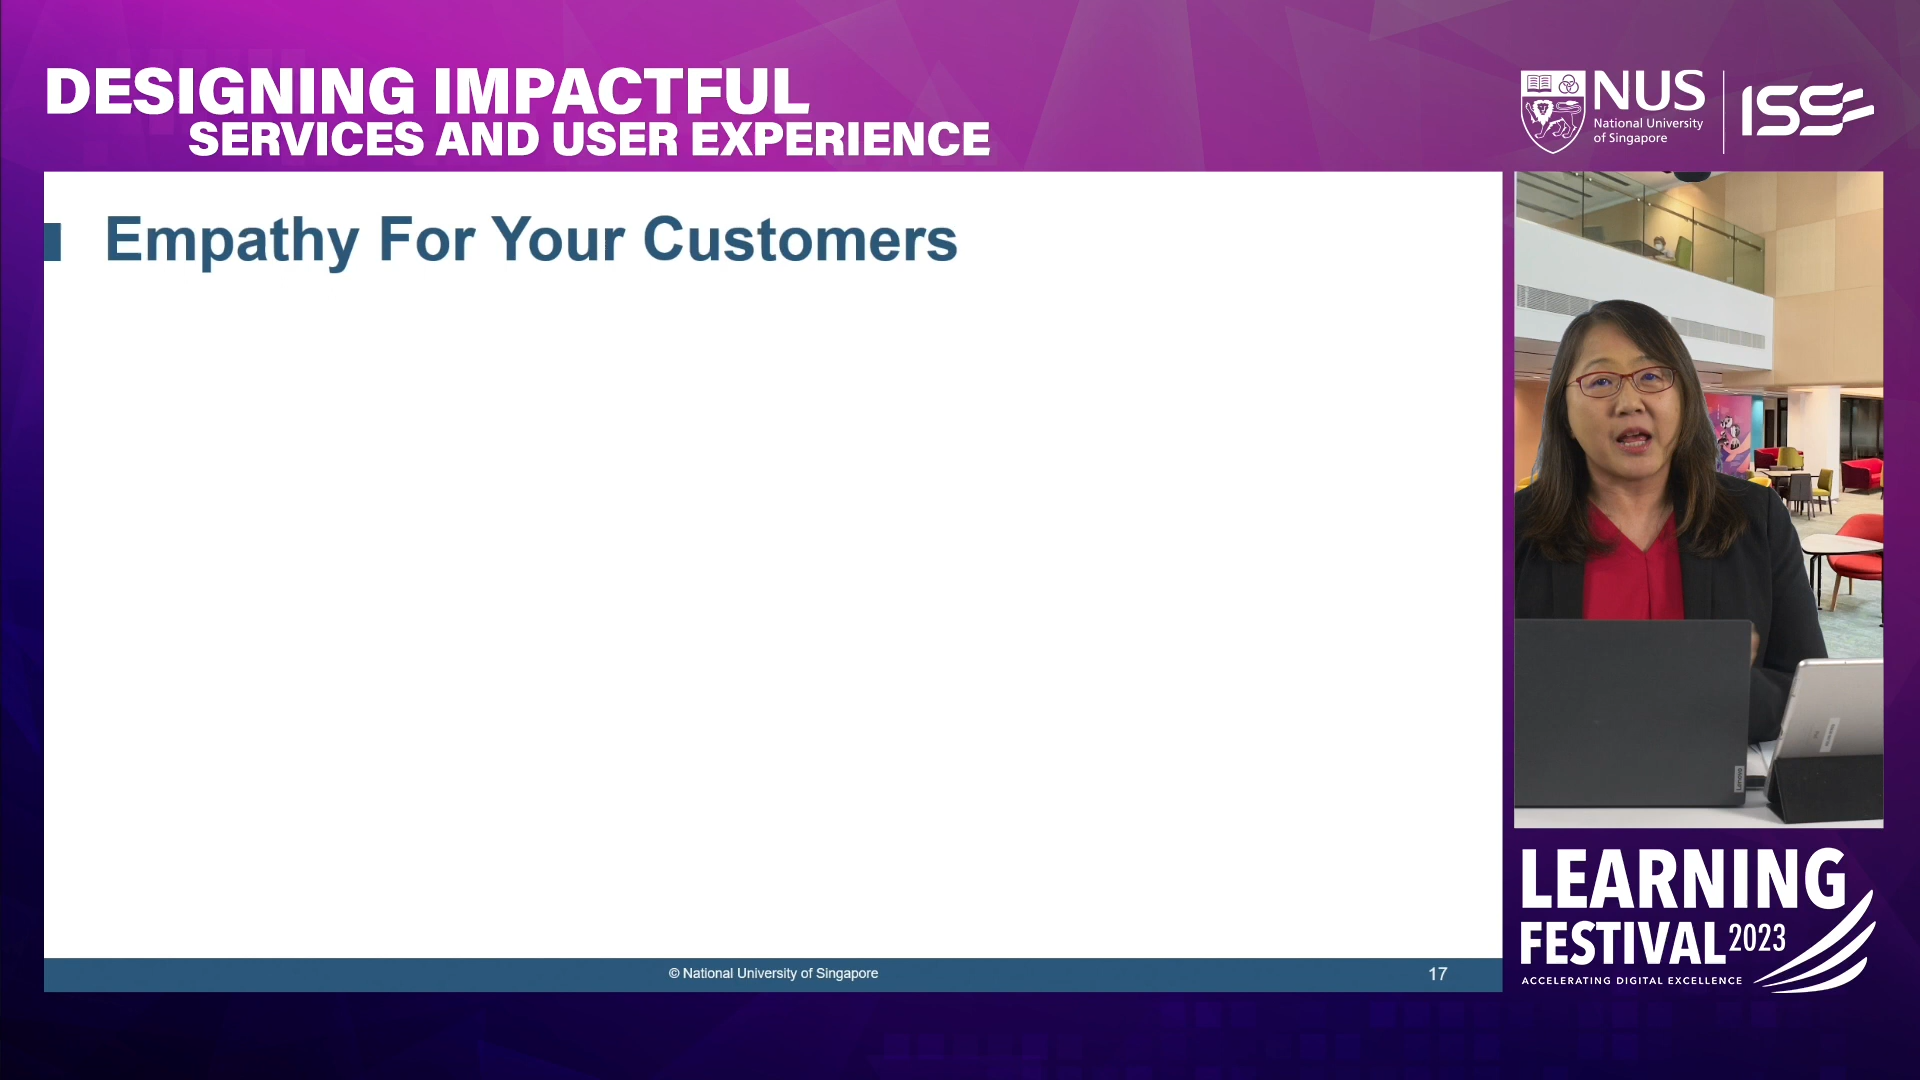 DESIGNING IMPACTFUL
SERVICES AND USER EXPERIENCE
NUS
National University
of Singapore
ISS
Empathy For Your Customers
© National University of Singapore
17
Lenovo
LEARNING
FESTIVAL 2023
ACCELERATING DIGITAL EXCELLENCE